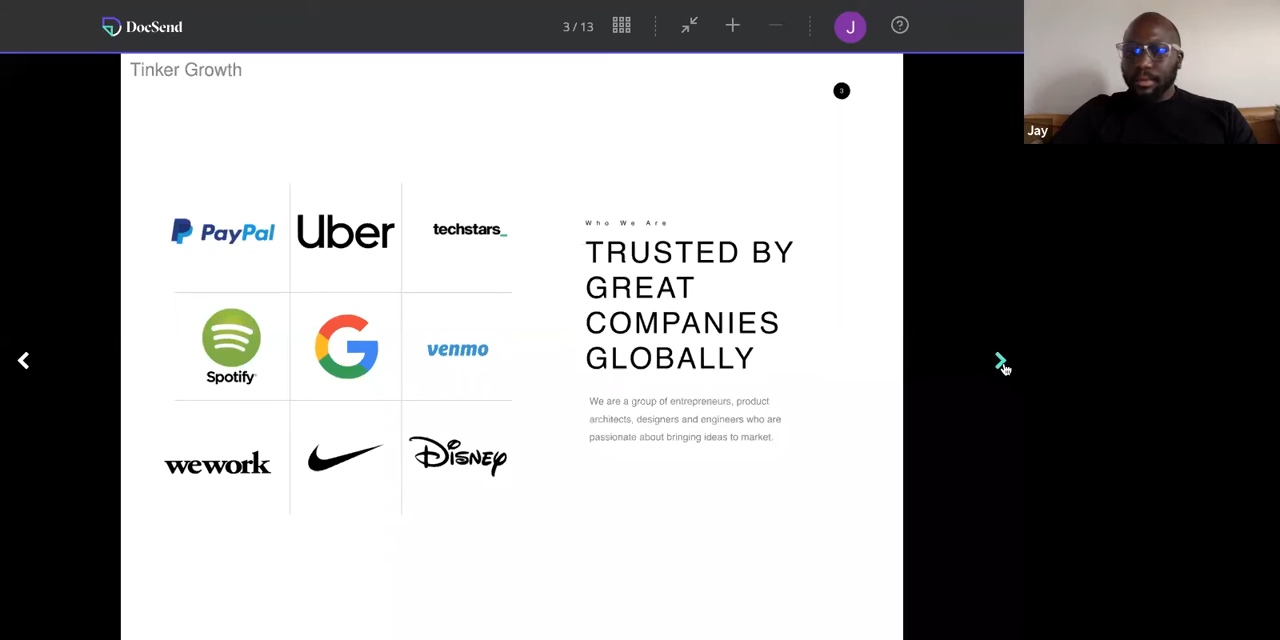 DocSend
3 / 13
J
Jay
Tinker Growth
3
PayPal
Uber
techstars_
Spotify
G
venmo
wework
Disney
Who We Are
TRUSTED BY
GREAT
COMPANIES
GLOBALLY
We are a group of entrepreneurs, product
architects, designers and engineers who are
passionate about bringing ideas to market.